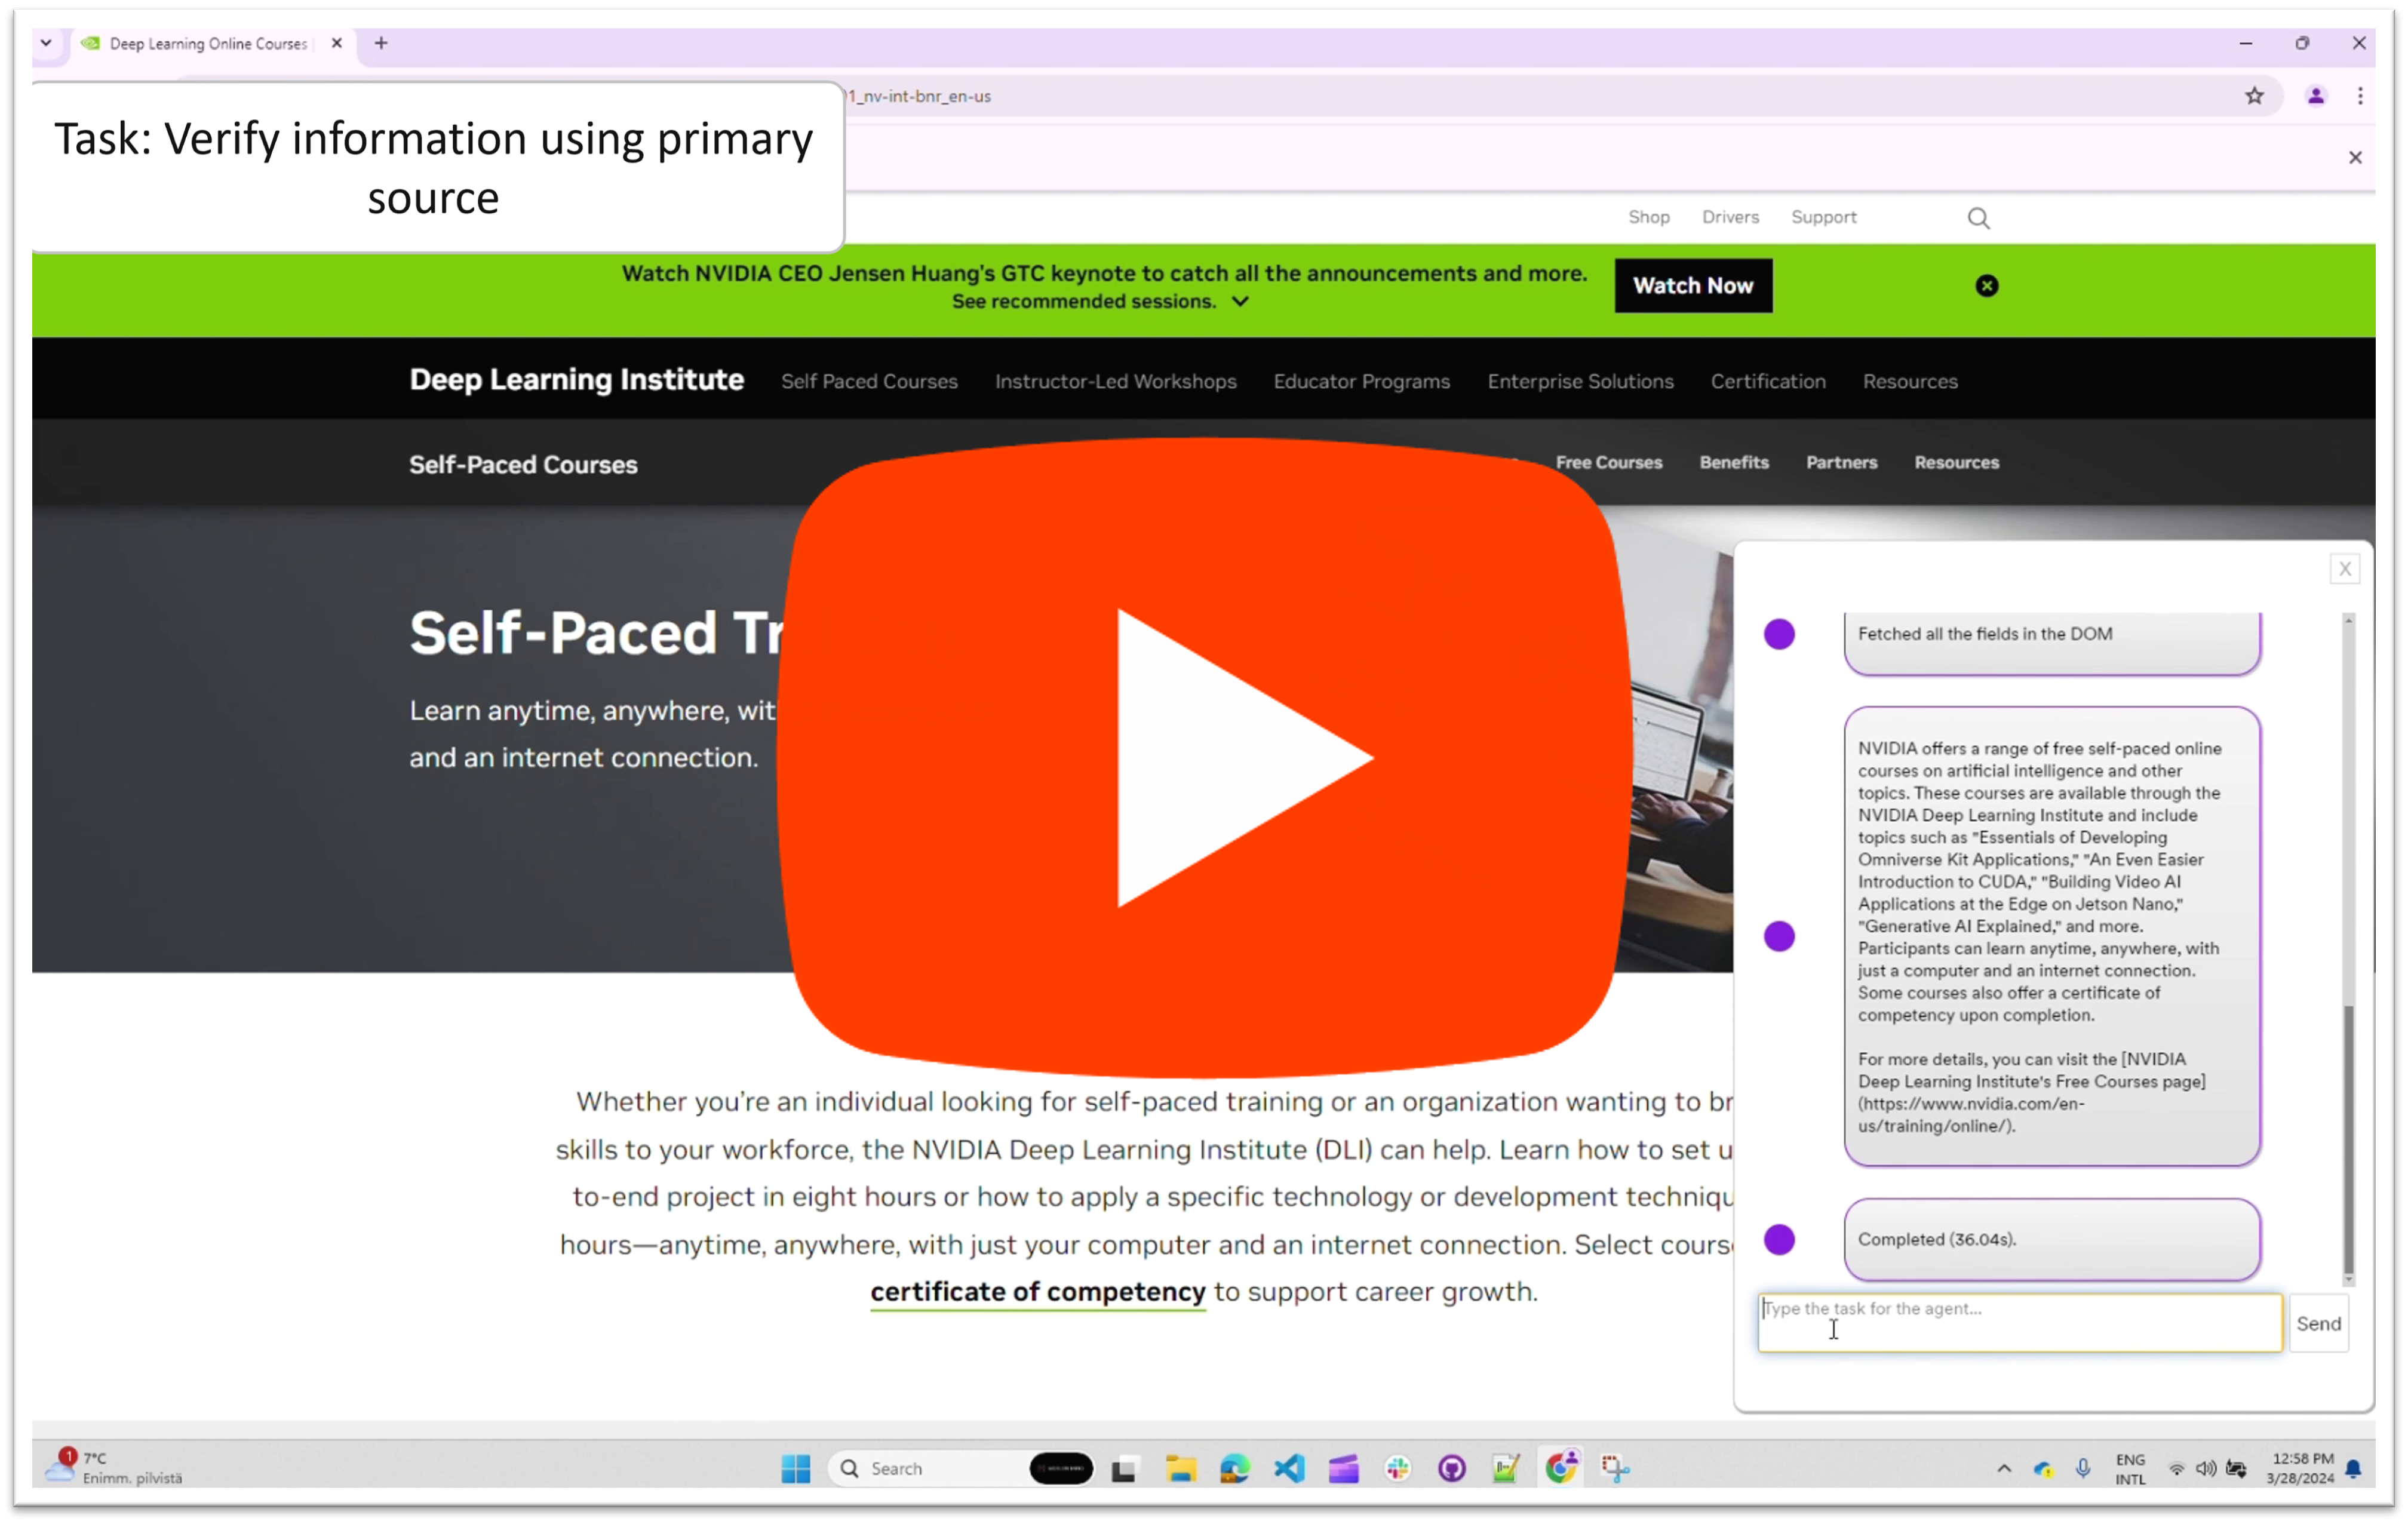 Deep Learning Online Courses
1_nv-int-bnr_en-us
Task: Verify information using primary
source
Shop Drivers Support
Watch NVIDIA CEO Jensen Huang's GTC keynote to catch all the announcements and more.
See recommended sessions.
Watch Now
Deep Learning Institute Self Paced Courses Instructor-Led Workshops Educator Programs Enterprise Solutions Certification Resources
Self-Paced Courses Free Courses Benefits Partners Resources
Self-Paced Tr
Learn anytime, anywhere, wit
and an internet connection.
Whether you're an individual looking for self-paced training or an organization wanting to br
skills to your workforce, the NVIDIA Deep Learning Institute (DLI) can help. Learn how to set u
to-end project in eight hours or how to apply a specific technology or development techniqu
hours—anytime, anywhere, with just your computer and an internet connection. Select cours
certificate of competency to support career growth.
X
Fetched all the fields in the DOM
NVIDIA offers a range of free self-paced online
courses on artificial intelligence and other
topics. These courses are available through the
NVIDIA Deep Learning Institute and include
topics such as "Essentials of Developing
Omniverse Kit Applications," "An Even Easier
Introduction to CUDA," "Building Video AI
Applications at the Edge on Jetson Nano,"
"Generative AI Explained," and more.
Participants can learn anytime, anywhere, with
just a computer and an internet connection.
Some courses also offer a certificate of
competency upon completion.
For more details, you can visit the [NVIDIA
Deep Learning Institute's Free Courses page]
(https://www.nvidia.com/en-
us/training/online/).
Completed (36.04s).
Type the task for the agent...
Send
1
7°C
Enimm. pilvistä
Search
ENG
INTL
12:58 PM
3/28/2024